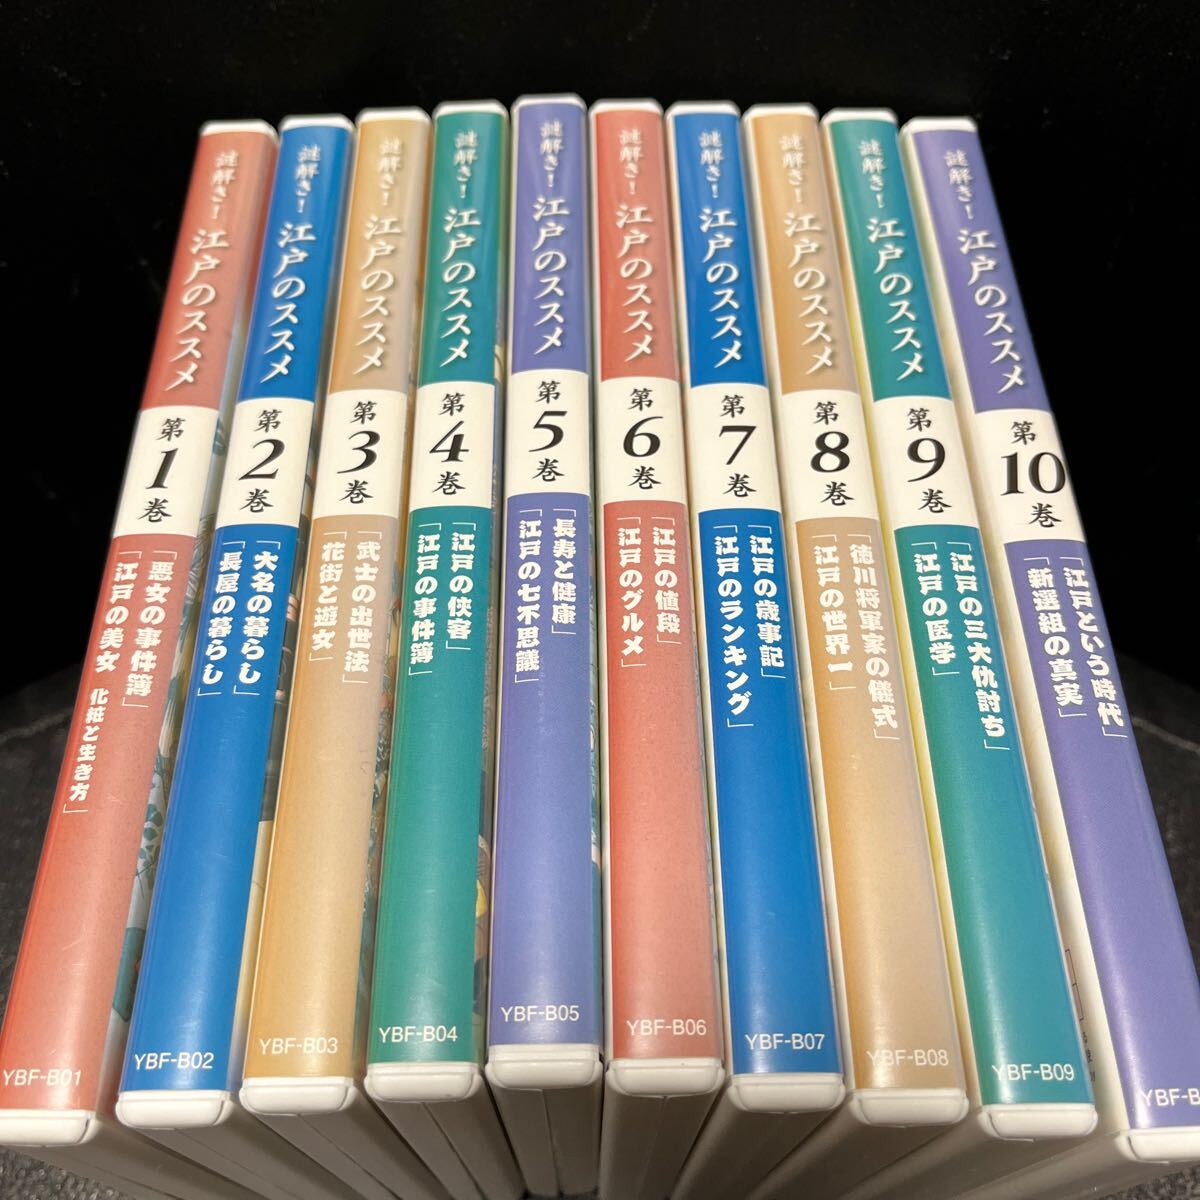 謎解き!
江戸のススメ
第
1
巻
「悪女の事件簿」
「江戸の美女 化粧と生き方」
YBF-B01
謎解き!
江戸のススメ
第
2
巻
「大名の暮らし」
「長屋の暮らし」
YBF-B02
謎解き!
江戸のススメ
第
3
巻
「武士の出世法」
「花街と遊女」
YBF-B03
謎解き!
江戸のススメ
第
4
巻
「江戸の侠客」
「江戸の事件簿」
YBF-B04
謎解き!
江戸のススメ
第
5
巻
「長寿と健康」
「江戸の七不思議」
YBF-B05
謎解き!
江戸のススメ
第
6
巻
「江戸の値段」
「江戸のグルメ」
YBF-B06
謎解き!
江戸のススメ
第
7
巻
「江戸の歳事記」
「江戸のランキング」
YBF-B07
謎解き!
江戸のススメ
第
8
巻
「徳川将軍家の儀式」
「江戸の世界一」
YBF-B08
謎解き!
江戸のススメ
第
9
巻
「江戸の三大仇討ち」
「江戸の医学」
YBF-B09
謎解き!
江戸のススメ
第
10
巻
「江戸という時代」
「新選組の真実」
YBF-B